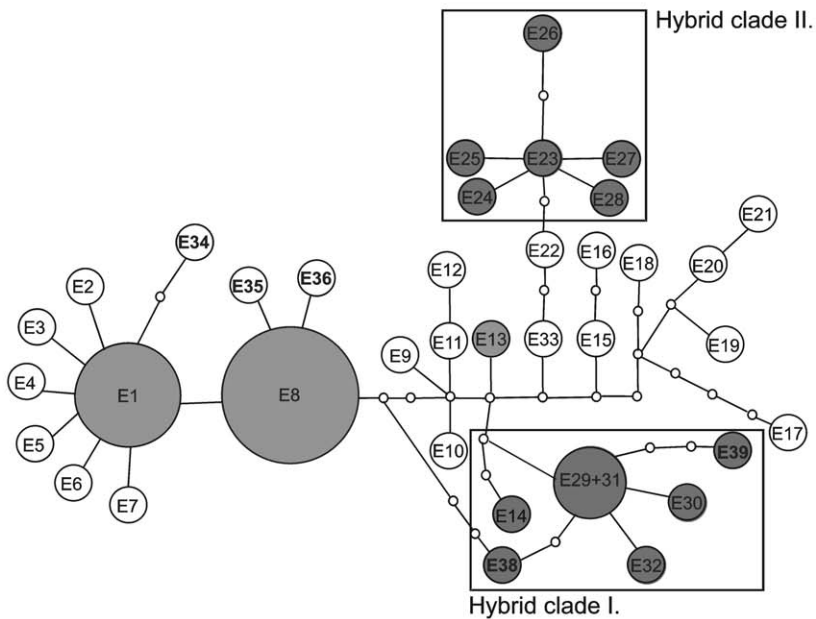 Hybrid clade II.
E26
E25
E23
E27
E24
E28
E21
E34
E22
E16
E18
E20
E12
E2
E35
E36
E3
E11
E13
E33
E15
E19
E9
E4
E1
E8
E5
E10
E17
E6
E7
E39
E29+31
E30
E14
E38
E32
Hybrid clade I.